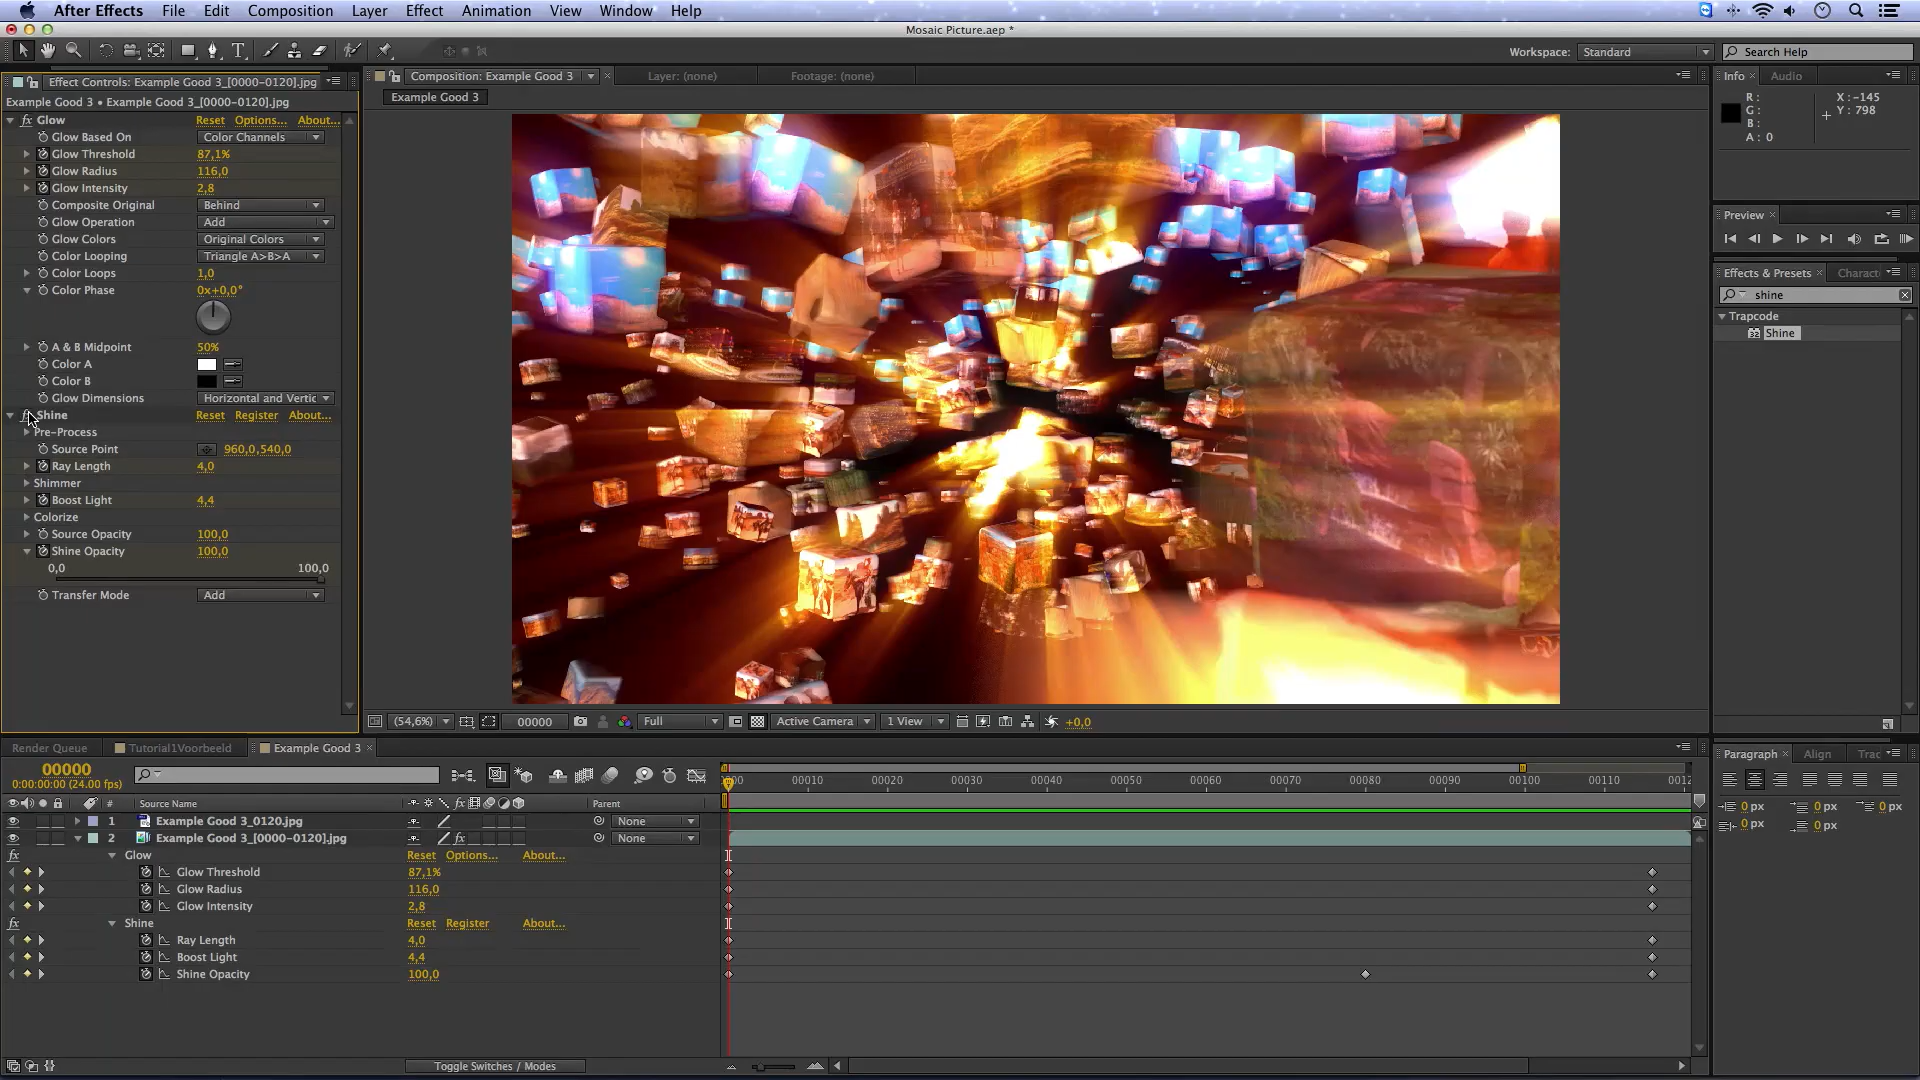 After Effects File Edit Composition Layer Effect Animation View Window Help
Mosaic Picture.aep *
Workspace: Standard Search Help
Effect Controls: Example Good 3_[0000-0120].jpg
Example Good 3 • Example Good 3_[0000-0120].jpg
fx Glow Reset Options... About...
Glow Based On Color Channels
Glow Threshold 87,1%
Glow Radius 116,0
Glow Intensity 2,8
Composite Original Behind
Glow Operation Add
Glow Colors Original Colors
Color Looping Triangle A>B>A
Color Loops 1,0
Color Phase 0x+0,0°
A & B Midpoint 50%
Color A
Color B
Glow Dimensions Horizontal and Vertic
Shine Reset Register About...
Pre-Process
Source Point 960,0,540,0
Ray Length 4,0
Shimmer
Boost Light 4,4
Colorize
Source Opacity 100,0
Shine Opacity 100,0
0,0 100,0
Transfer Mode Add
Composition: Example Good 3 Layer: (none) Footage: (none)
Example Good 3
(54,6%) 00000 Full Active Camera 1 View +0,0
Info Audio
R: X: -145
G: Y: 798
B:
A: 0
Preview
Effects & Presets Charact
shine
Trapcode
Shine
Render Queue Tutorial1Voorbeeld Example Good 3
00000
0:00:00:00 (24.00 fps)
00 00010 00020 00030 00040 00050 00060 00070 00080 00090 00100 00110 0012
# Source Name fx Parent
1 Example Good 3_0120.jpg None
2 Example Good 3_[0000-0120].jpg fx None
fx Glow Reset Options... About...
Glow Threshold 87,1%
Glow Radius 116,0
Glow Intensity 2,8
fx Shine Reset Register About...
Ray Length 4,0
Boost Light 4,4
Shine Opacity 100,0
Toggle Switches / Modes
Paragraph Align Trac
0 px 0 px 0 px
0 px 0 px